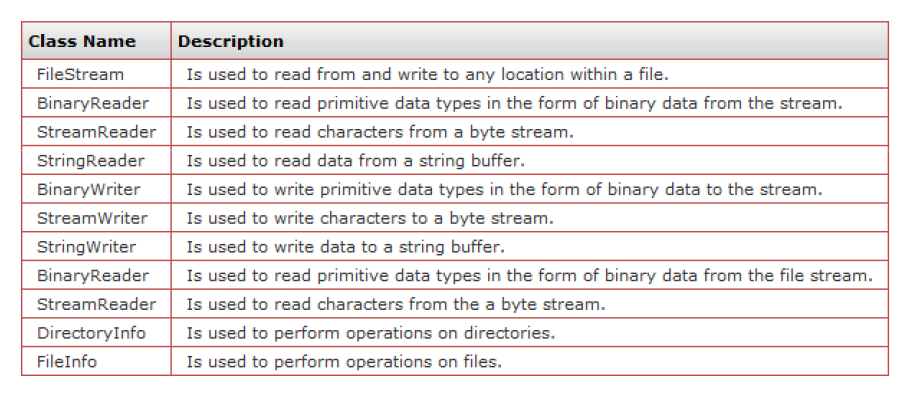 Class Name Description
FileStream Is used to read from and write to any location within a file.
BinaryReader Is used to read primitive data types in the form of binary data from the stream.
StreamReader Is used to read characters from a byte stream.
StringReader Is used to read data from a string buffer.
BinaryWriter Is used to write primitive data types in the form of binary data to the stream.
StreamWriter Is used to write characters to a byte stream.
StringWriter Is used to write data to a string buffer.
BinaryReader Is used to read primitive data types in the form of binary data from the file stream.
StreamReader Is used to read characters from the a byte stream.
DirectoryInfo Is used to perform operations on directories.
FileInfo Is used to perform operations on files.